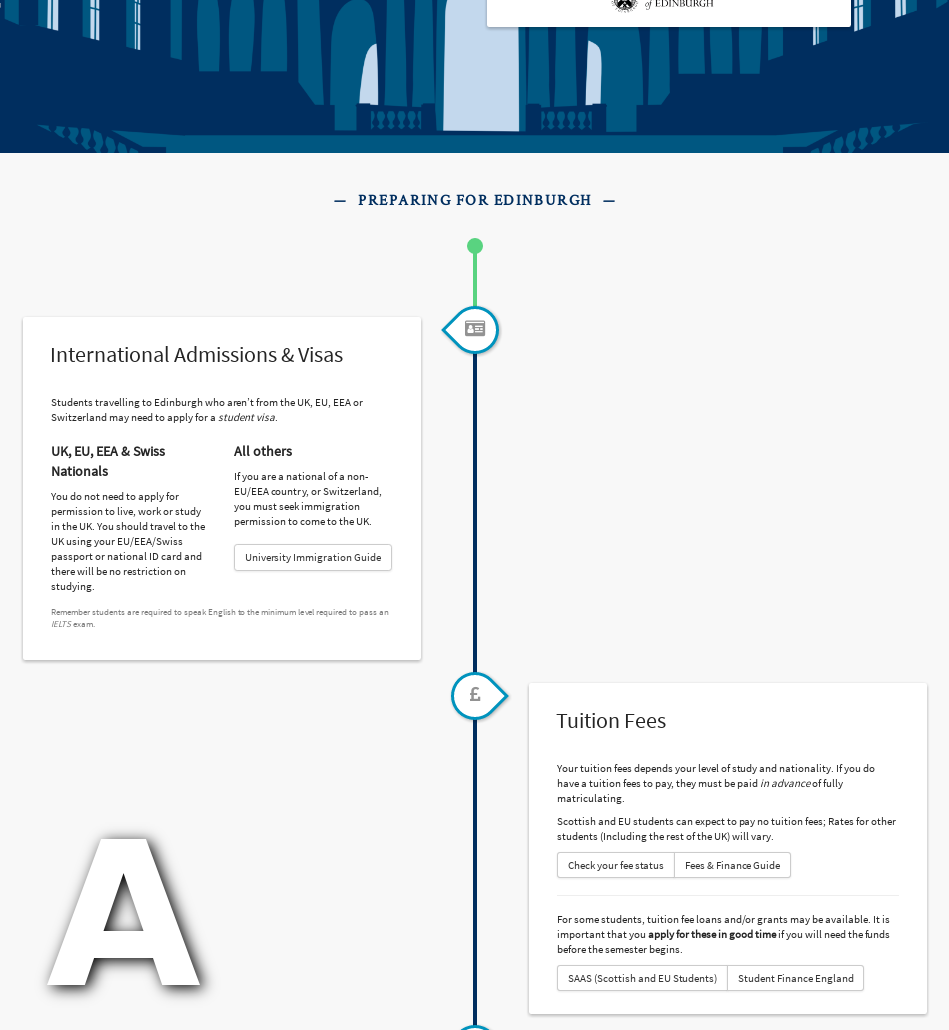 of EDINBURGH
— PREPARING FOR EDINBURGH —
International Admissions & Visas
Students travelling to Edinburgh who aren't from the UK, EU, EEA or
Switzerland may need to apply for a student visa.
UK, EU, EEA & Swiss
Nationals
You do not need to apply for
permission to live, work or study
in the UK. You should travel to the
UK using your EU/EEA/Swiss
passport or national ID card and
there will be no restriction on
studying.
All others
If you are a national of a non-
EU/EEA country, or Switzerland,
you must seek immigration
permission to come to the UK.
University Immigration Guide
Remember students are required to speak English to the minimum level required to pass an
IELTS exam.
£
Tuition Fees
Your tuition fees depends your level of study and nationality. If you do
have a tuition fees to pay, they must be paid in advance of fully
matriculating.
Scottish and EU students can expect to pay no tuition fees; Rates for other
students (Including the rest of the UK) will vary.
Check your fee status
Fees & Finance Guide
For some students, tuition fee loans and/or grants may be available. It is
important that you apply for these in good time if you will need the funds
before the semester begins.
SAAS (Scottish and EU Students)
Student Finance England
A